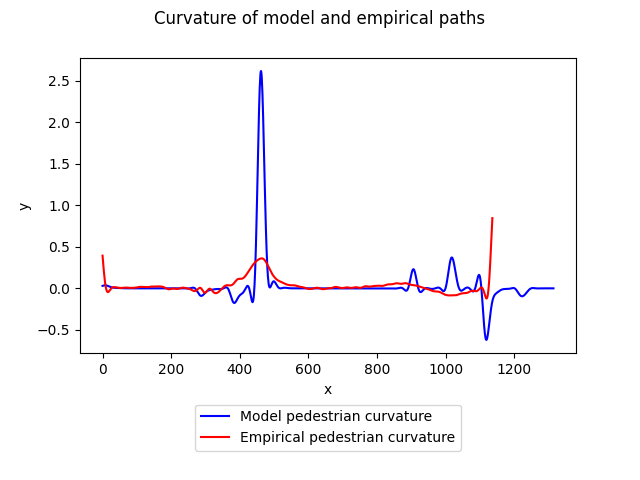 Curvature of model and empirical paths
2.5
2.0
1.5
1.0
0.5
0.0
−0.5
y
0 200 400 600 800 1000 1200
x
Model pedestrian curvature
Empirical pedestrian curvature